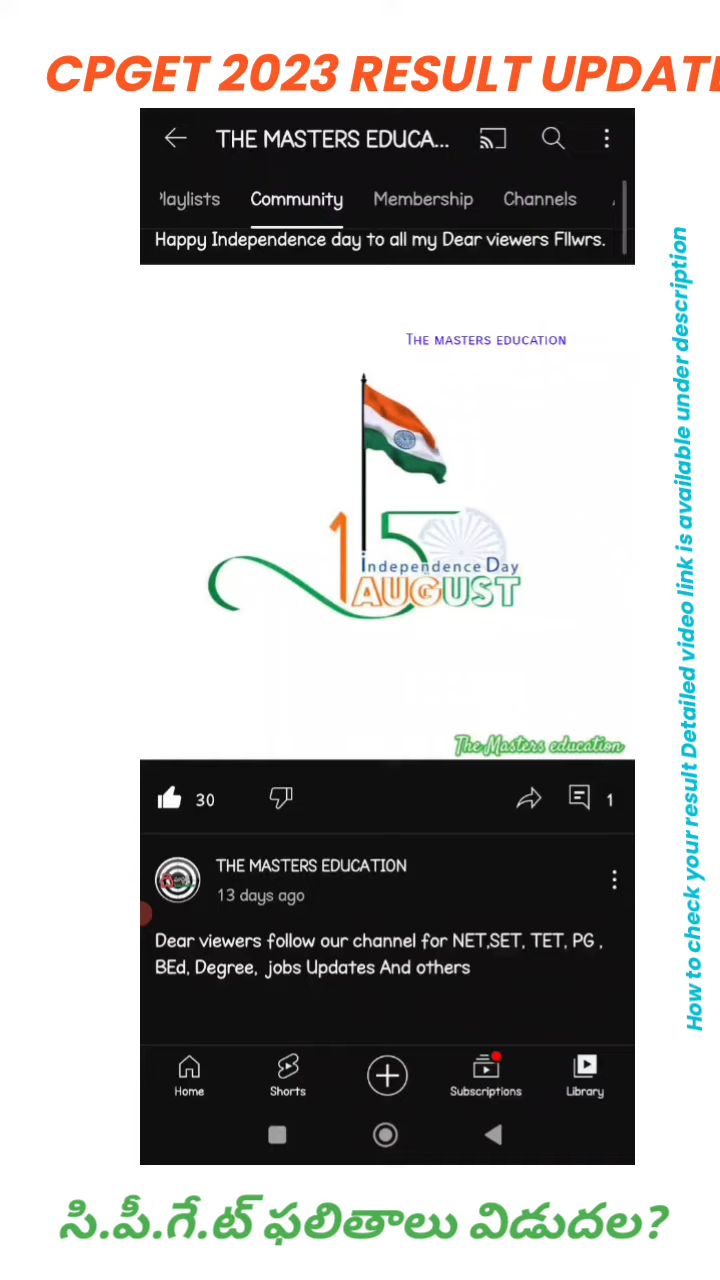 CPGET 2023 RESULT UPDATE
THE MASTERS EDUCA...
Playlists Community Membership Channels
Happy Independence day to all my Dear viewers Fllwrs.
THE MASTERS EDUCATION
15
Independence Day
AUGUST
The Masters education
30 1
THE MASTERS EDUCATION
13 days ago
Dear viewers follow our channel for NET,SET, TET, PG ,
BEd, Degree, jobs Updates And others
Home Shorts Subscriptions Library
How to check your result Detailed video link is available under description
సి.పీ.గే.ట్ ఫలితాలు విడుదల?